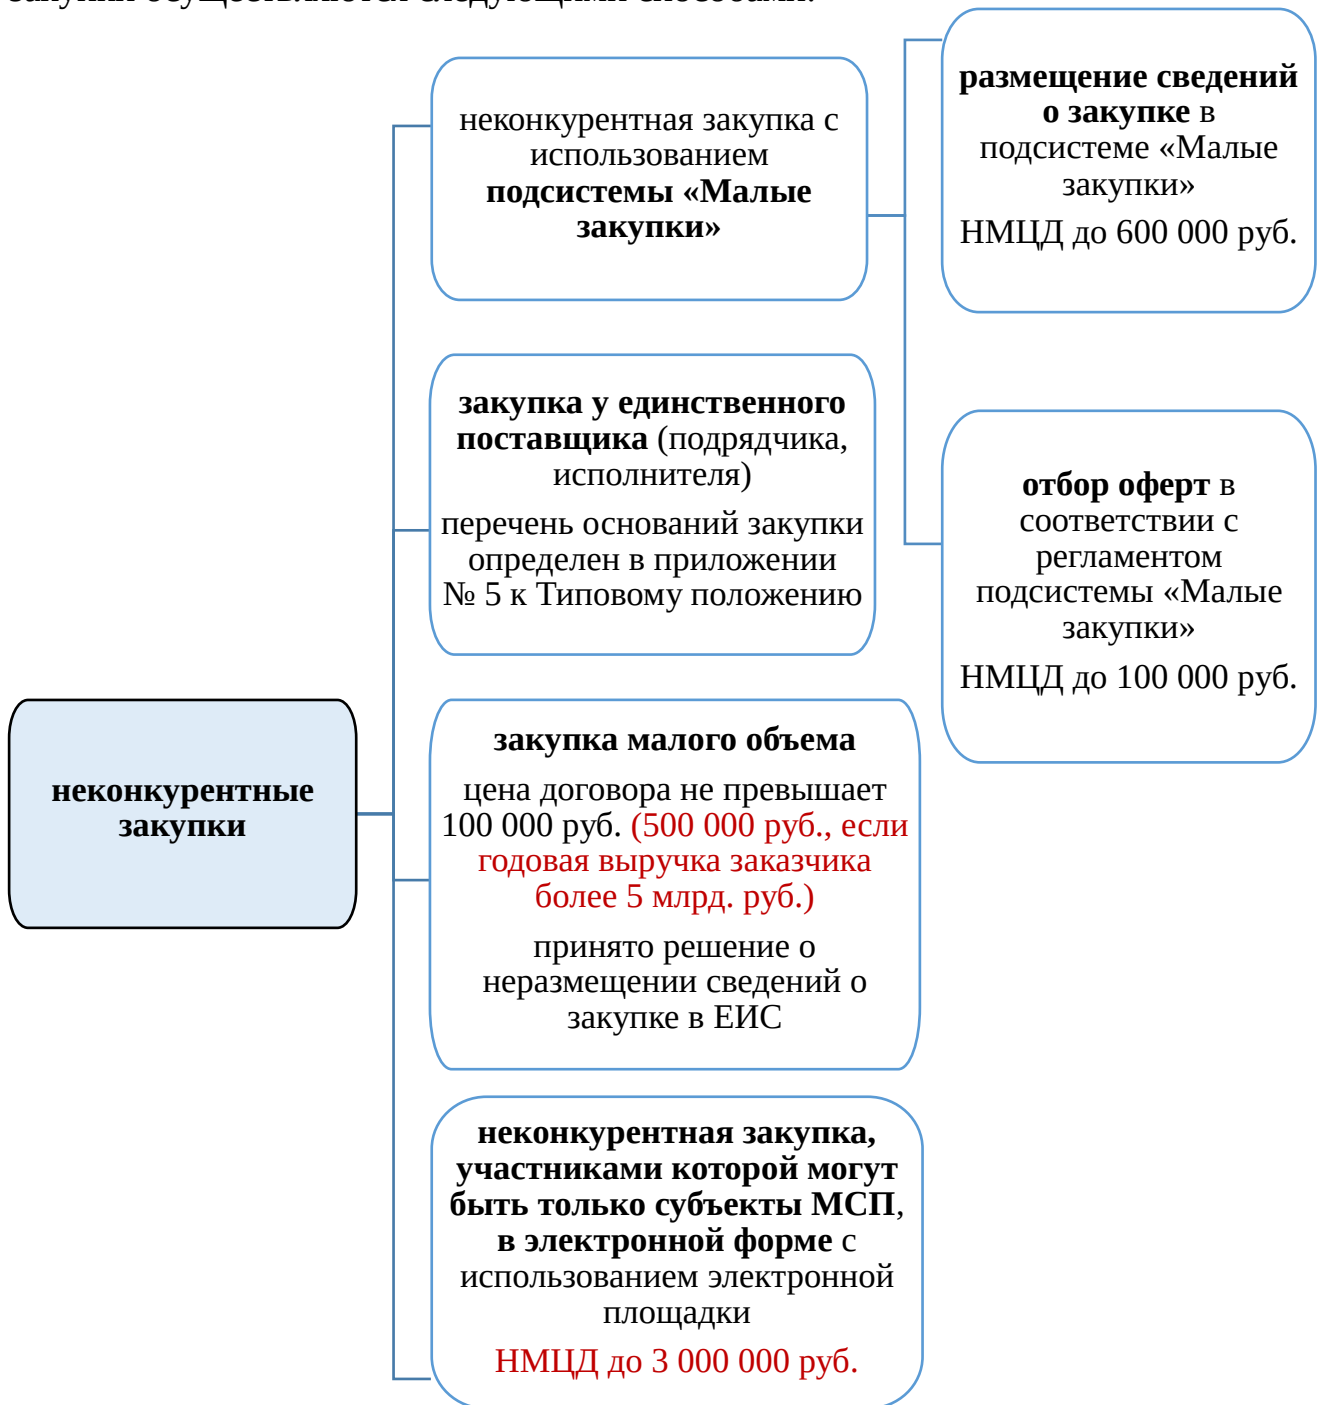 закупки осуществляются следующими способами:
неконкурентная закупка с
использованием
подсистемы «Малые
закупки»
размещение сведений
о закупке в
подсистеме «Малые
закупки»
НМЦД до 600 000 руб.
закупка у единственного
поставщика (подрядчика,
исполнителя)
перечень оснований закупки
определен в приложении
№ 5 к Типовому положению
отбор оферт в
соответствии с
регламентом
подсистемы «Малые
закупки»
НМЦД до 100 000 руб.
неконкурентные
закупки
закупка малого объема
цена договора не превышает
100 000 руб. (500 000 руб., если
годовая выручка заказчика
более 5 млрд. руб.)
принято решение о
неразмещении сведений о
закупке в ЕИС
неконкурентная закупка,
участниками которой могут
быть только субъекты МСП,
в электронной форме с
использованием электронной
площадки
НМЦД до 3 000 000 руб.